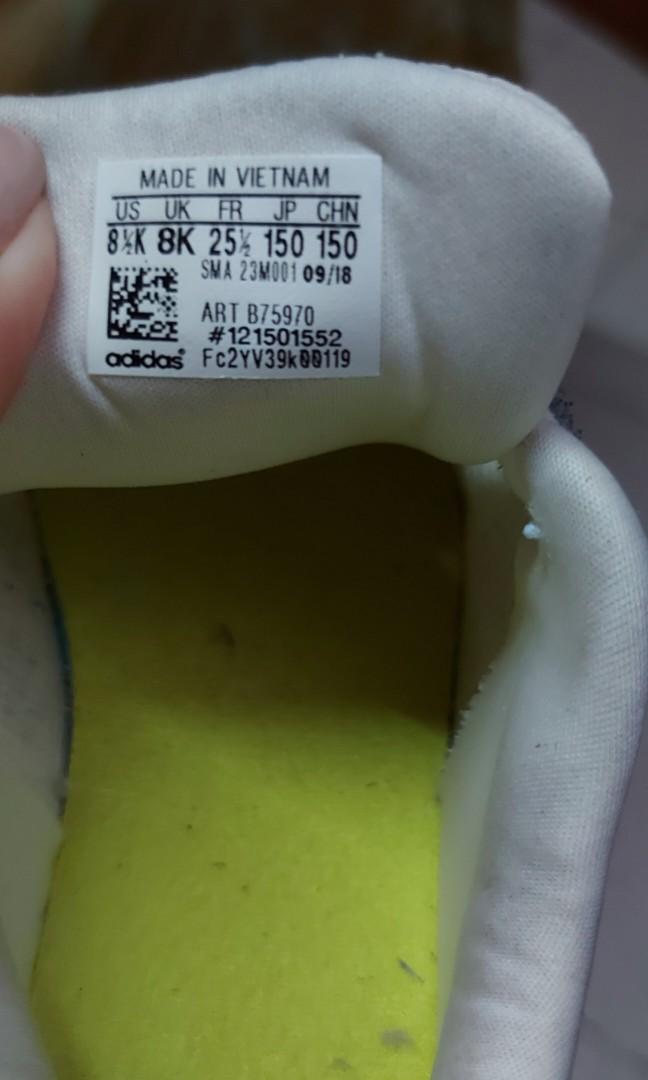 MADE IN VIETNAM
US UK FR JP CHN
8½K 8K 25½ 150 150
SMA 23M001 09/18
ART B75970
#121501552
adidas® Fc2YV39k00119